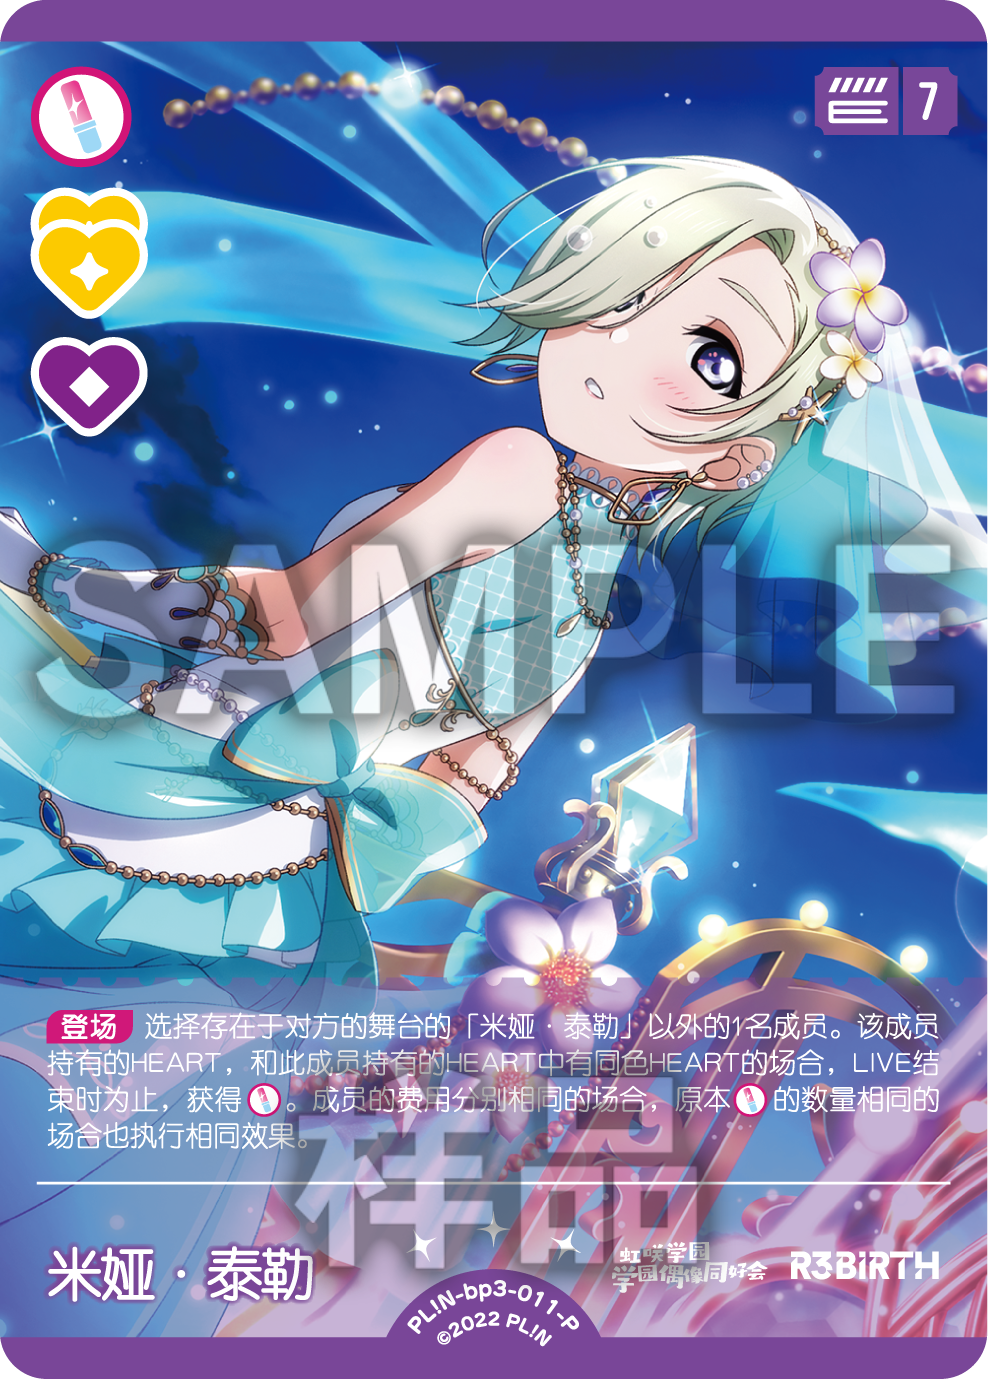 7
SAMPLE
登场 选择存在于对方的舞台的「米娅·泰勒」以外的1名成员。该成员
持有的HEART，和此成员持有的HEART中有同色HEART的场合，LIVE结
束时为止，获得 。成员的费用分别相同的场合，原本 的数量相同的
场合也执行相同效果。
样品
米娅·泰勒
虹咲学园
学园偶像同好会
R3BIRTH
PL!N-bp3-011-P
©2022 PL!N